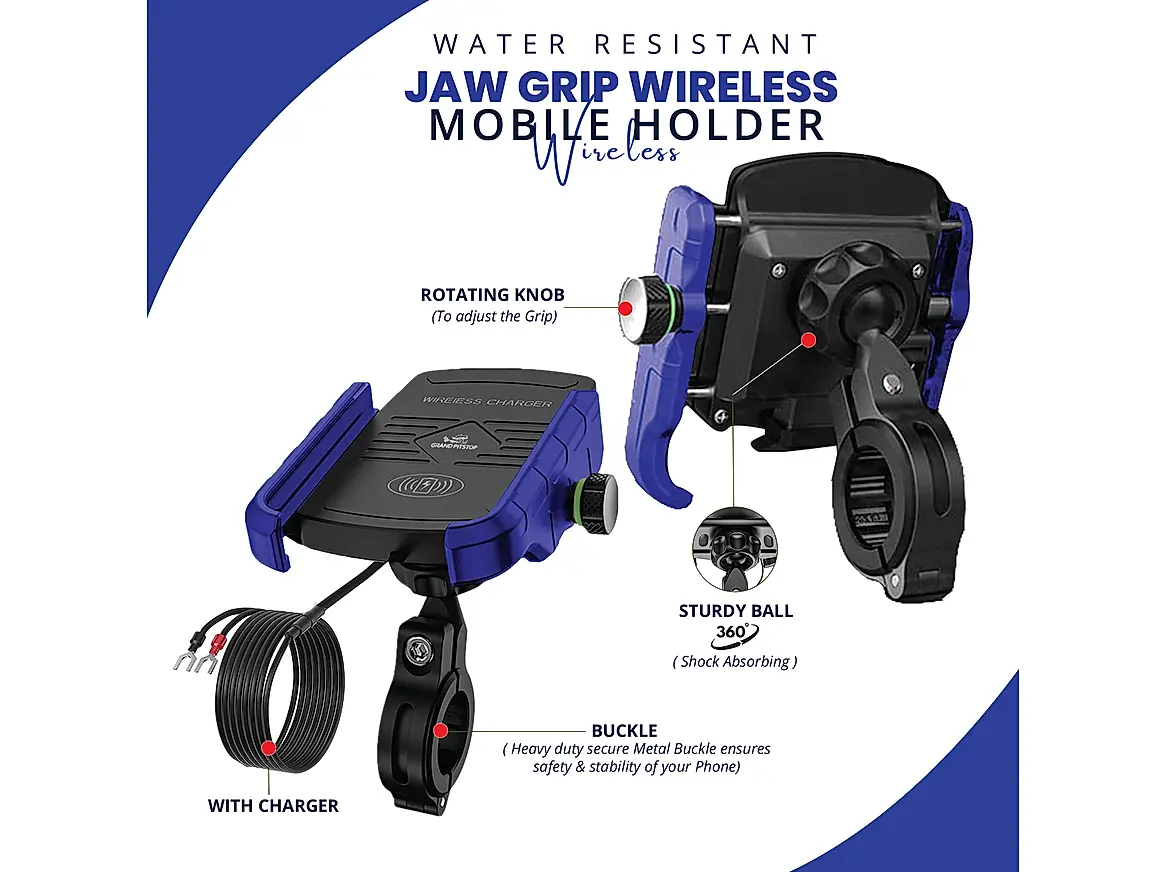 WATER RESISTANT
JAW GRIP WIRELESS
MOBILE HOLDER
Wireless
ROTATING KNOB
(To adjust the Grip)
WIREIESS CHARGER
GRAND PITSTOP
STURDY BALL
360°
( Shock Absorbing )
BUCKLE
( Heavy duty secure Metal Buckle ensures
safety & stability of your Phone)
WITH CHARGER